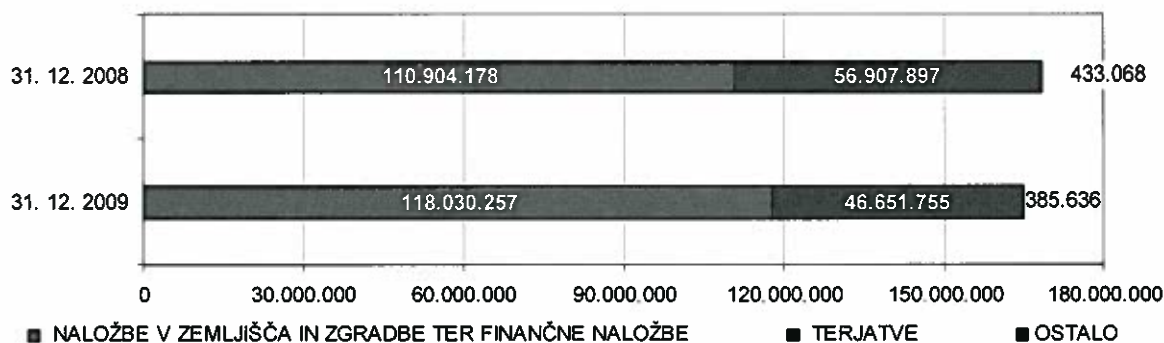 31. 12. 2008 110.904.178 56.907.897 433.068
31. 12. 2009 118.030.257 46.651.755 385.636
0 30.000.000 60.000.000 90.000.000 120.000.000 150.000.000 180.000.000
NALOŽBE V ZEMLJIŠČA IN ZGRADBE TER FINANČNE NALOŽBE TERJATVE OSTALO